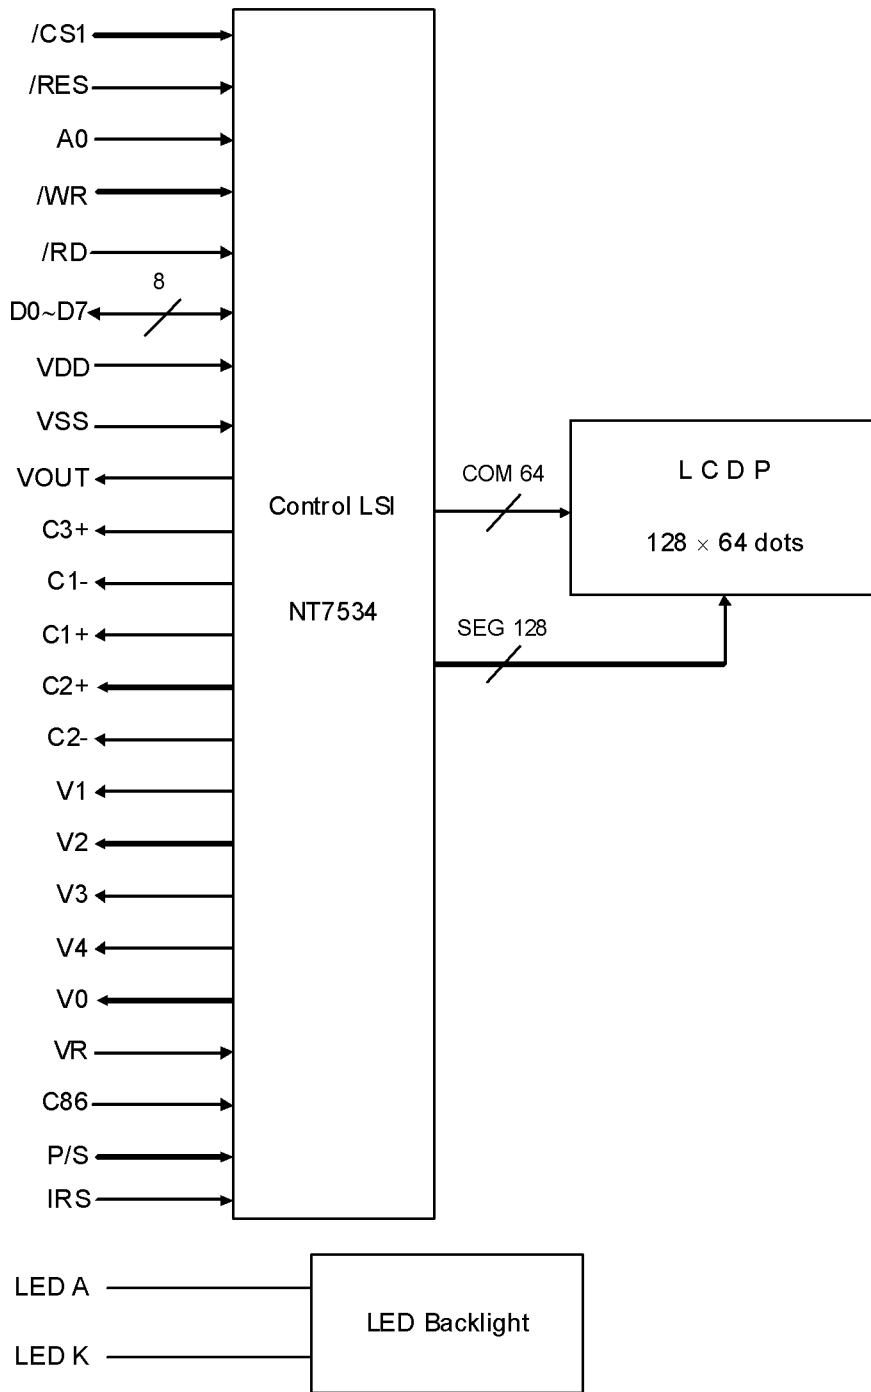 /CS1
/RES
A0
/WR
/RD
8
D0~D7
VDD
VSS
VOUT
C3+
C1-
C1+
C2+
C2-
V1
V2
V3
V4
V0
VR
C86
P/S
IRS
Control LSI
NT7534
COM 64
SEG 128
L C D P
128 × 64 dots
LED A
LED K
LED Backlight